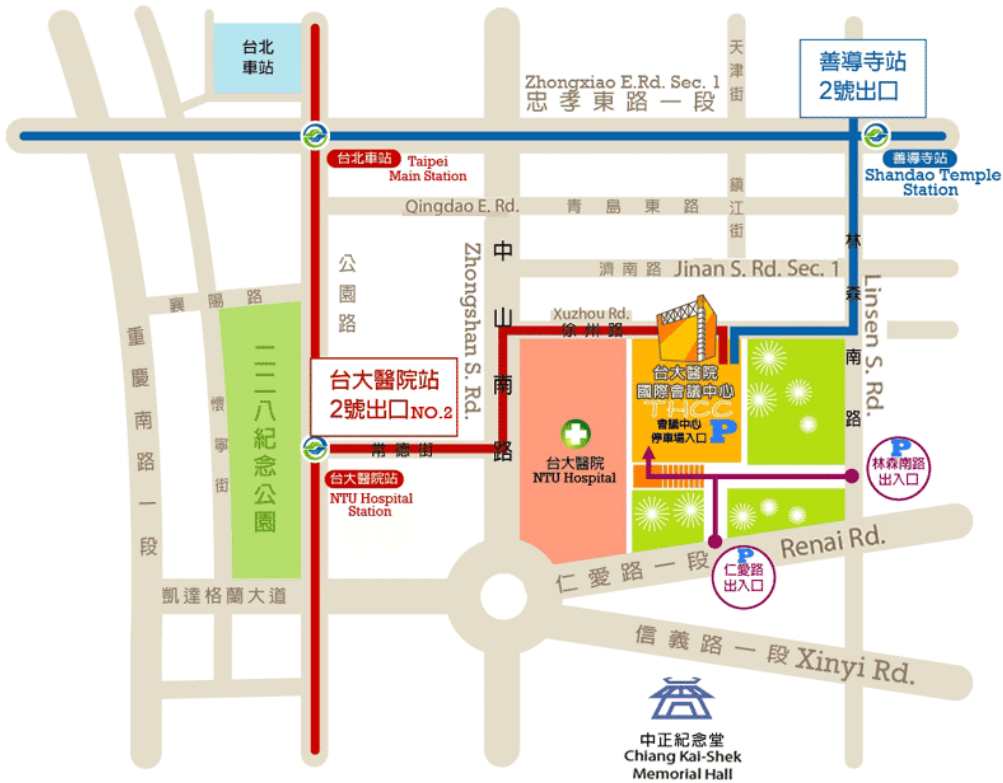 台北
車站
天津街
善導寺站
2號出口
Zhongxiao E.Rd. Sec. 1
忠孝東路一段
台北車站
Taipei
Main Station
善導寺站
Shandao Temple
Station
鎮江街
Qingdao E. Rd.
青島東路
林森南路
Linsen S. Rd.
中山南路
Zhongshan S. Rd.
公園路
濟南路 Jinan S. Rd. Sec. 1
襄陽路
Xuzhou Rd.
徐州路
重慶南路一段
懷寧街
二二八紀念公園
台大醫院站
2號出口NO.2
台大醫院
國際會議中心
THCC
會議中心
停車場入口 P
常德街
台大醫院
NTU Hospital
P
林森南路
出入口
台大醫院站
NTU Hospital
Station
P
仁愛路
出入口
仁愛路一段 Renai Rd.
凱達格蘭大道
信義路一段 Xinyi Rd.
中正紀念堂
Chiang Kai-Shek
Memorial Hall